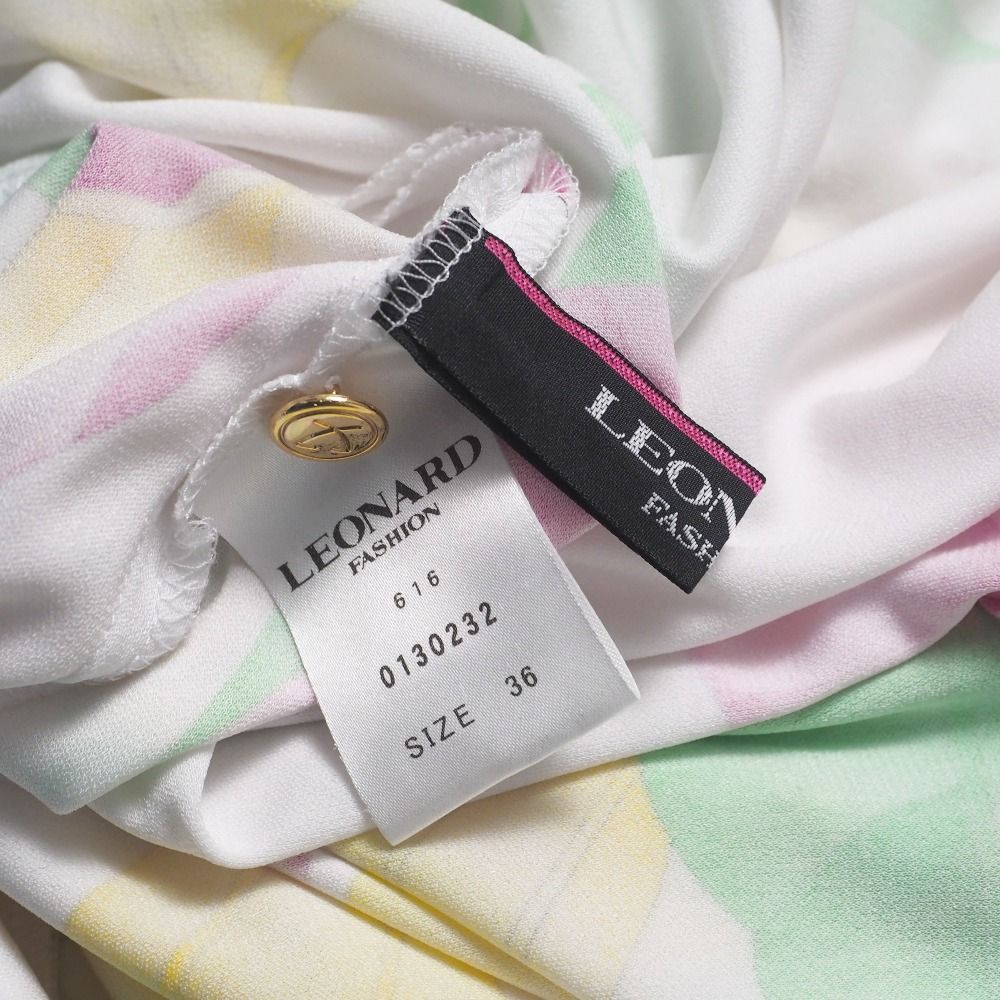 LEONARD
FASHION
616
0130232
SIZE 36
LEON
FASH